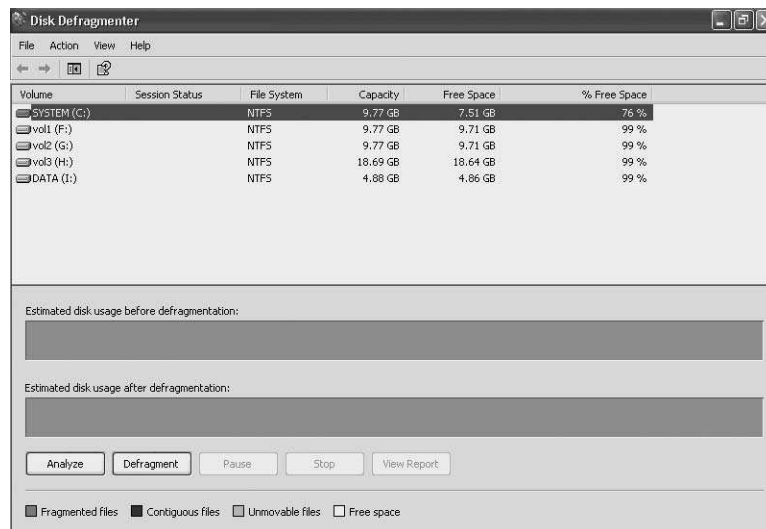 Disk Defragmenter
File Action View Help
Volume Session Status File System Capacity Free Space % Free Space
SYSTEM (C:) NTFS 9.77 GB 7.51 GB 76 %
vol1 (F:) NTFS 9.77 GB 9.71 GB 99 %
vol2 (G:) NTFS 9.77 GB 9.71 GB 99 %
vol3 (H:) NTFS 18.69 GB 18.64 GB 99 %
DATA (I:) NTFS 4.88 GB 4.86 GB 99 %
Estimated disk usage before defragmentation:
Estimated disk usage after defragmentation:
Analyze Defragment Pause Stop View Report
Fragmented files Contiguous files Unmovable files Free space